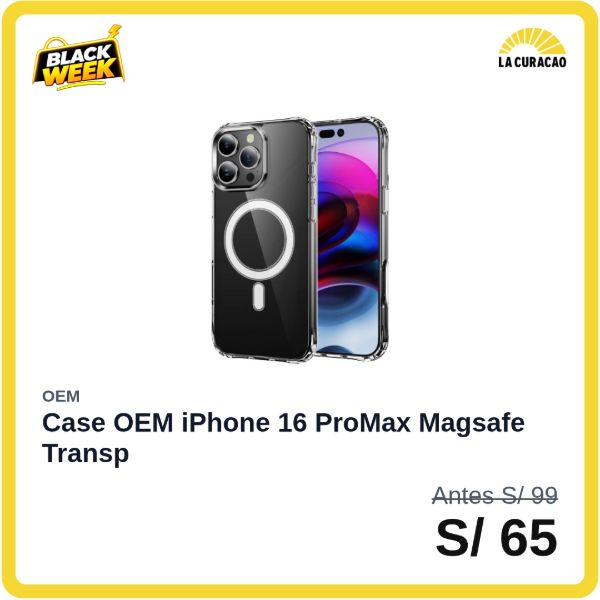 BLACK
WEEK
LA CURACAO
OEM
Case OEM iPhone 16 ProMax Magsafe
Transp
Antes S/ 99
S/ 65